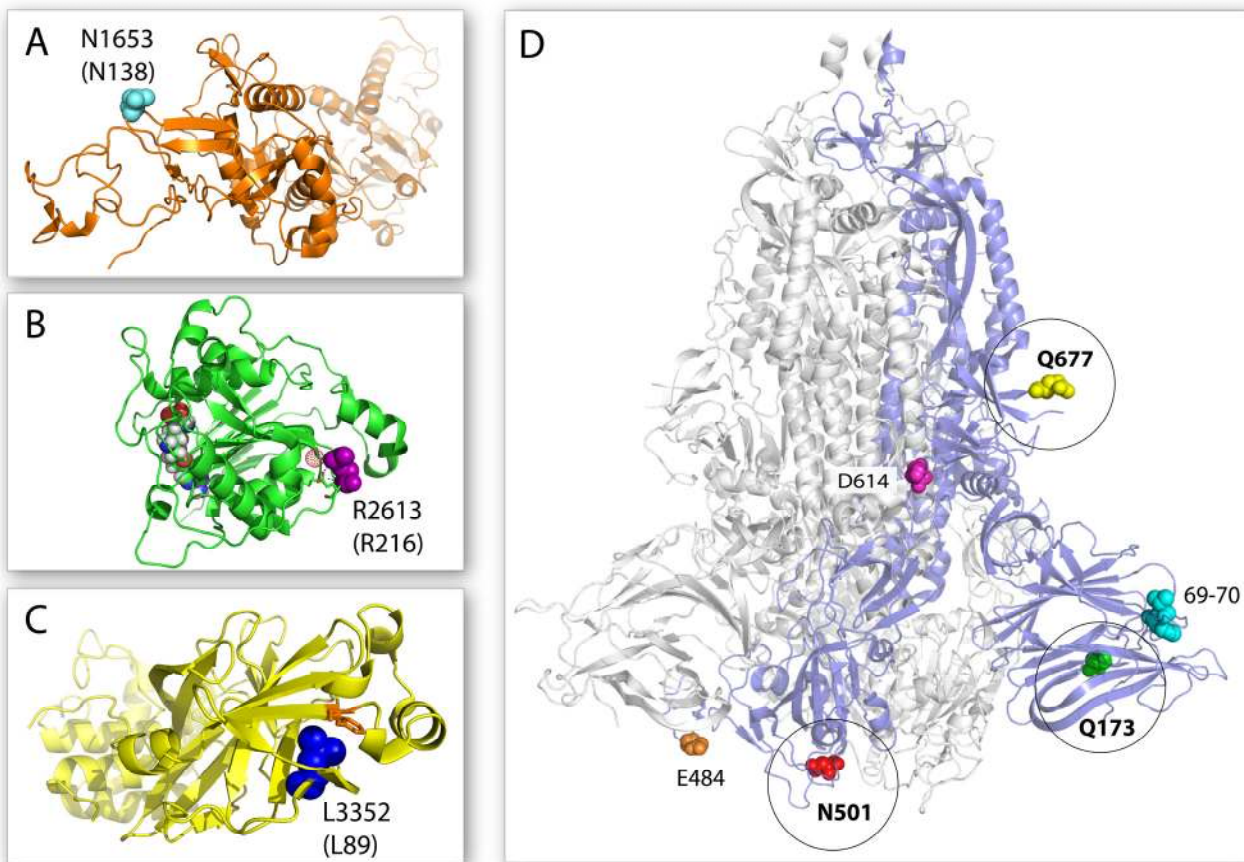 A
N1653
(N138)
B
R2613
(R216)
C
L3352
(L89)
D
Q677
D614
69-70
Q173
E484
N501